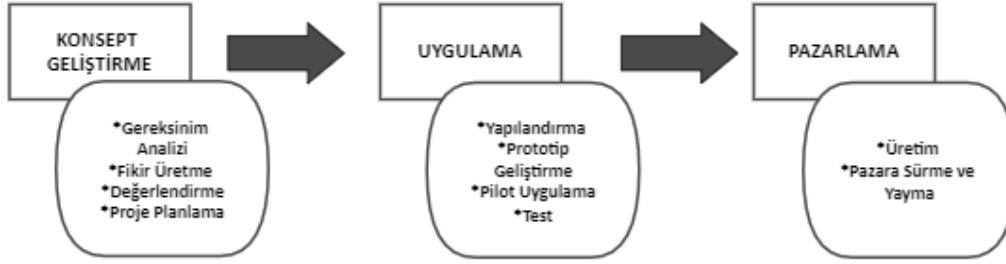 KONSEPT
GELİŞTİRME
*Gereksinim
Analizi
*Fikir Üretme
*Değerlendirme
*Proje Planlama
UYGULAMA
*Yapılandırma
*Prototip
Geliştirme
*Pilot Uygulama
*Test
PAZARLAMA
*Üretim
*Pazara Sürme ve
Yayma